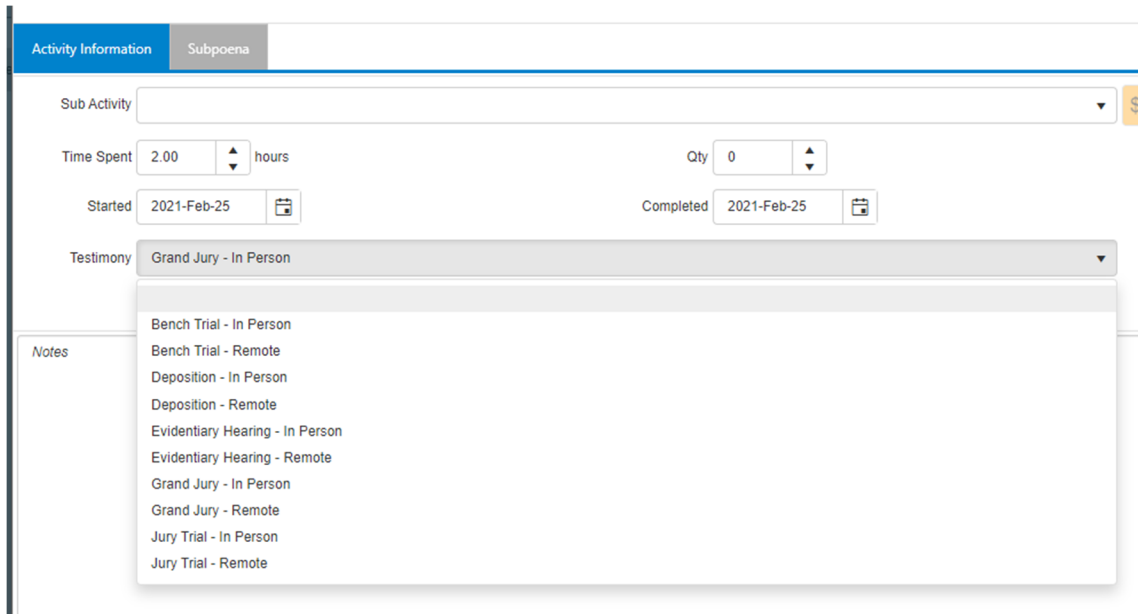 Activity Information Subpoena
Sub Activity
$
Time Spent 2.00 hours Qty 0
Started 2021-Feb-25 Completed 2021-Feb-25
Testimony Grand Jury - In Person
Bench Trial - In Person
Notes
Bench Trial - Remote
Deposition - In Person
Deposition - Remote
Evidentiary Hearing - In Person
Evidentiary Hearing - Remote
Grand Jury - In Person
Grand Jury - Remote
Jury Trial - In Person
Jury Trial - Remote